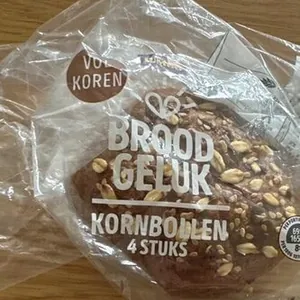 VOL
KOREN
BROOD
GELUK
KORNBOLLEN
4 STUKS